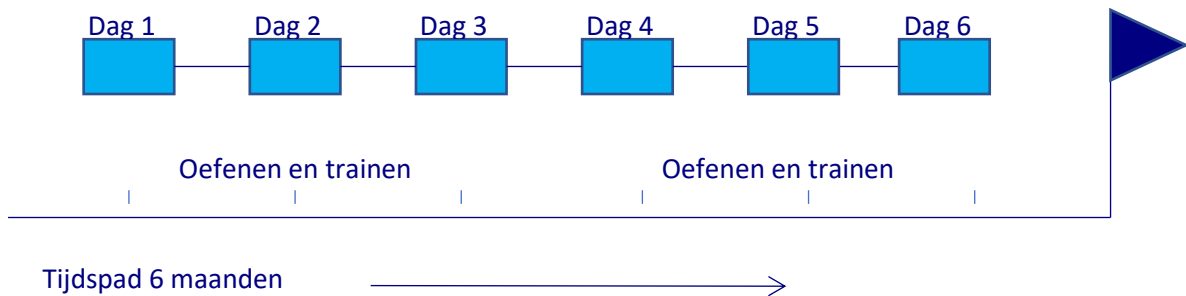 Dag 1 Dag 2 Dag 3 Dag 4 Dag 5 Dag 6
Oefenen en trainen Oefenen en trainen
Tijdspad 6 maanden